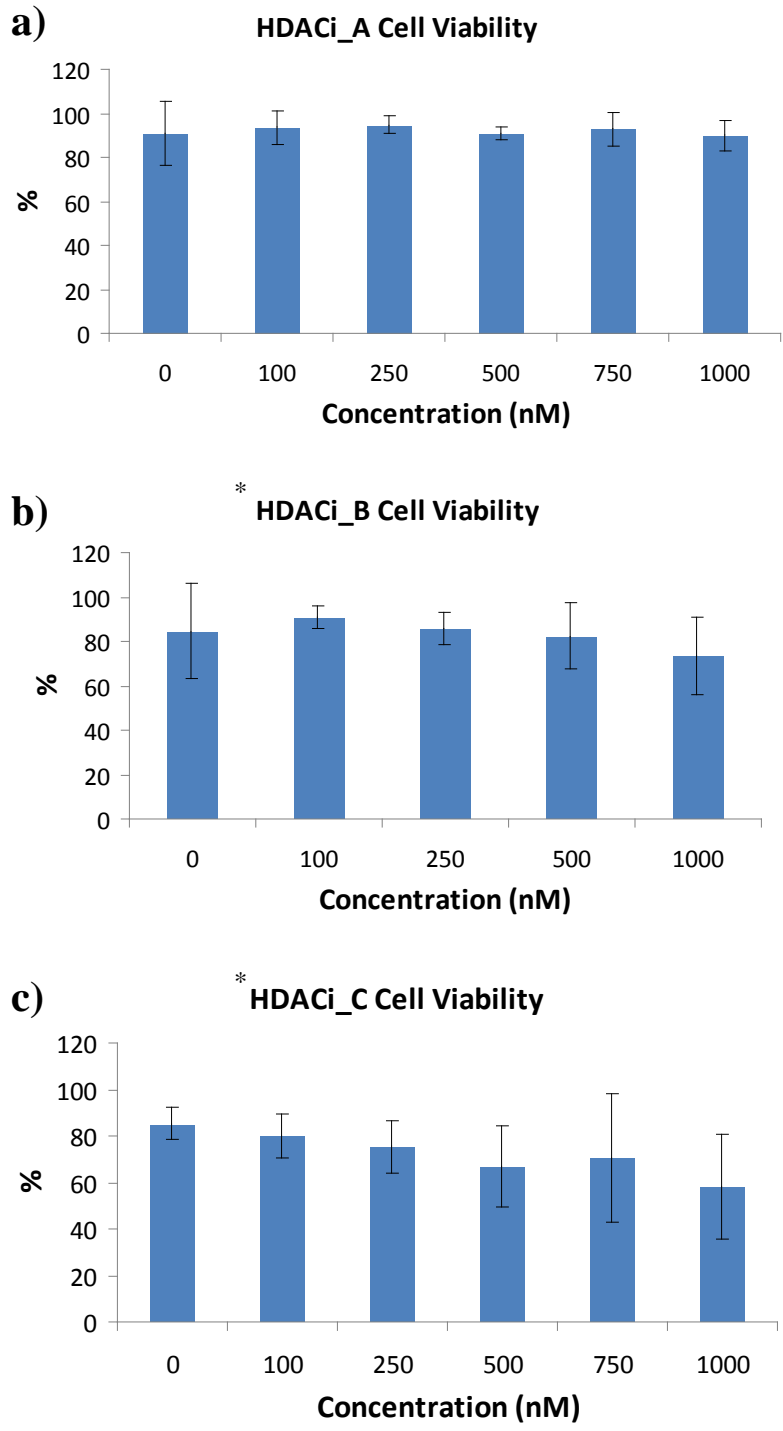 a)
HDACi_A Cell Viability
120
100
80
60
40
20
0
%
0 100 250 500 750 1000
Concentration (nM)
b)
* HDACi_B Cell Viability
120
100
80
60
40
20
0
%
0 100 250 500 1000
Concentration (nM)
c)
* HDACi_C Cell Viability
120
100
80
60
40
20
0
%
0 100 250 500 750 1000
Concentration (nM)